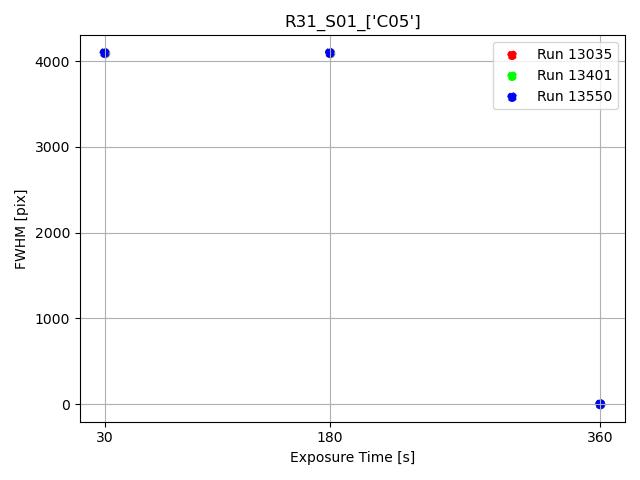 R31_S01_['C05']
Run 13035
Run 13401
Run 13550
FWHM [pix]
4000
3000
2000
1000
0
30
180
360
Exposure Time [s]